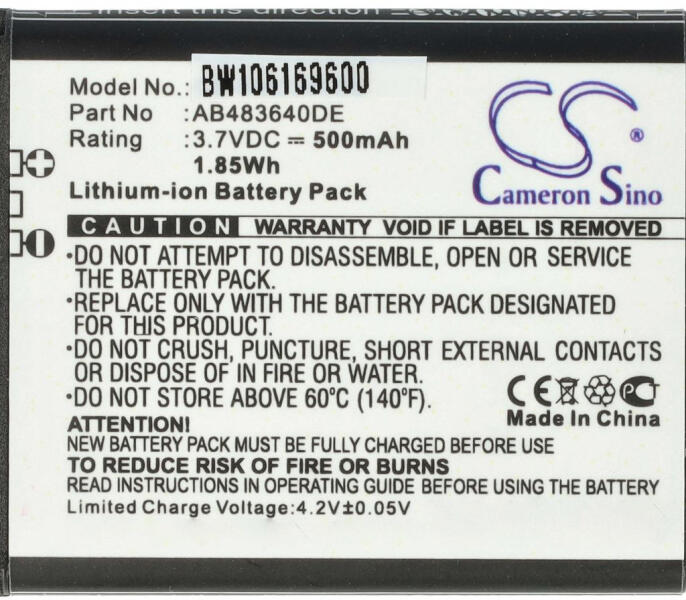 Model No.: BW106169600
Part No :AB483640DE
Rating :3.7VDC ⎓ 500mAh
1.85Wh
Lithium-ion Battery Pack
CS ®
Cameron Sino
CAUTION WARRANTY VOID IF LABEL IS REMOVED
·DO NOT ATTEMPT TO DISASSEMBLE, OPEN OR SERVICE
THE BATTERY PACK.
·REPLACE ONLY WITH THE BATTERY PACK DESIGNATED
FOR THIS PRODUCT.
·DO NOT CRUSH, PUNCTURE, SHORT EXTERNAL CONTACTS
OR DISPOSE OF IN FIRE OR WATER.
·DO NOT STORE ABOVE 60°C (140°F).
CE PC
Made In China
ATTENTION!
NEW BATTERY PACK MUST BE FULLY CHARGED BEFORE USE
TO REDUCE RISK OF FIRE OR BURNS
READ INSTRUCTIONS IN OPERATING GUIDE BEFORE USING THE BATTERY
Limited Charge Voltage:4.2V±0.05V